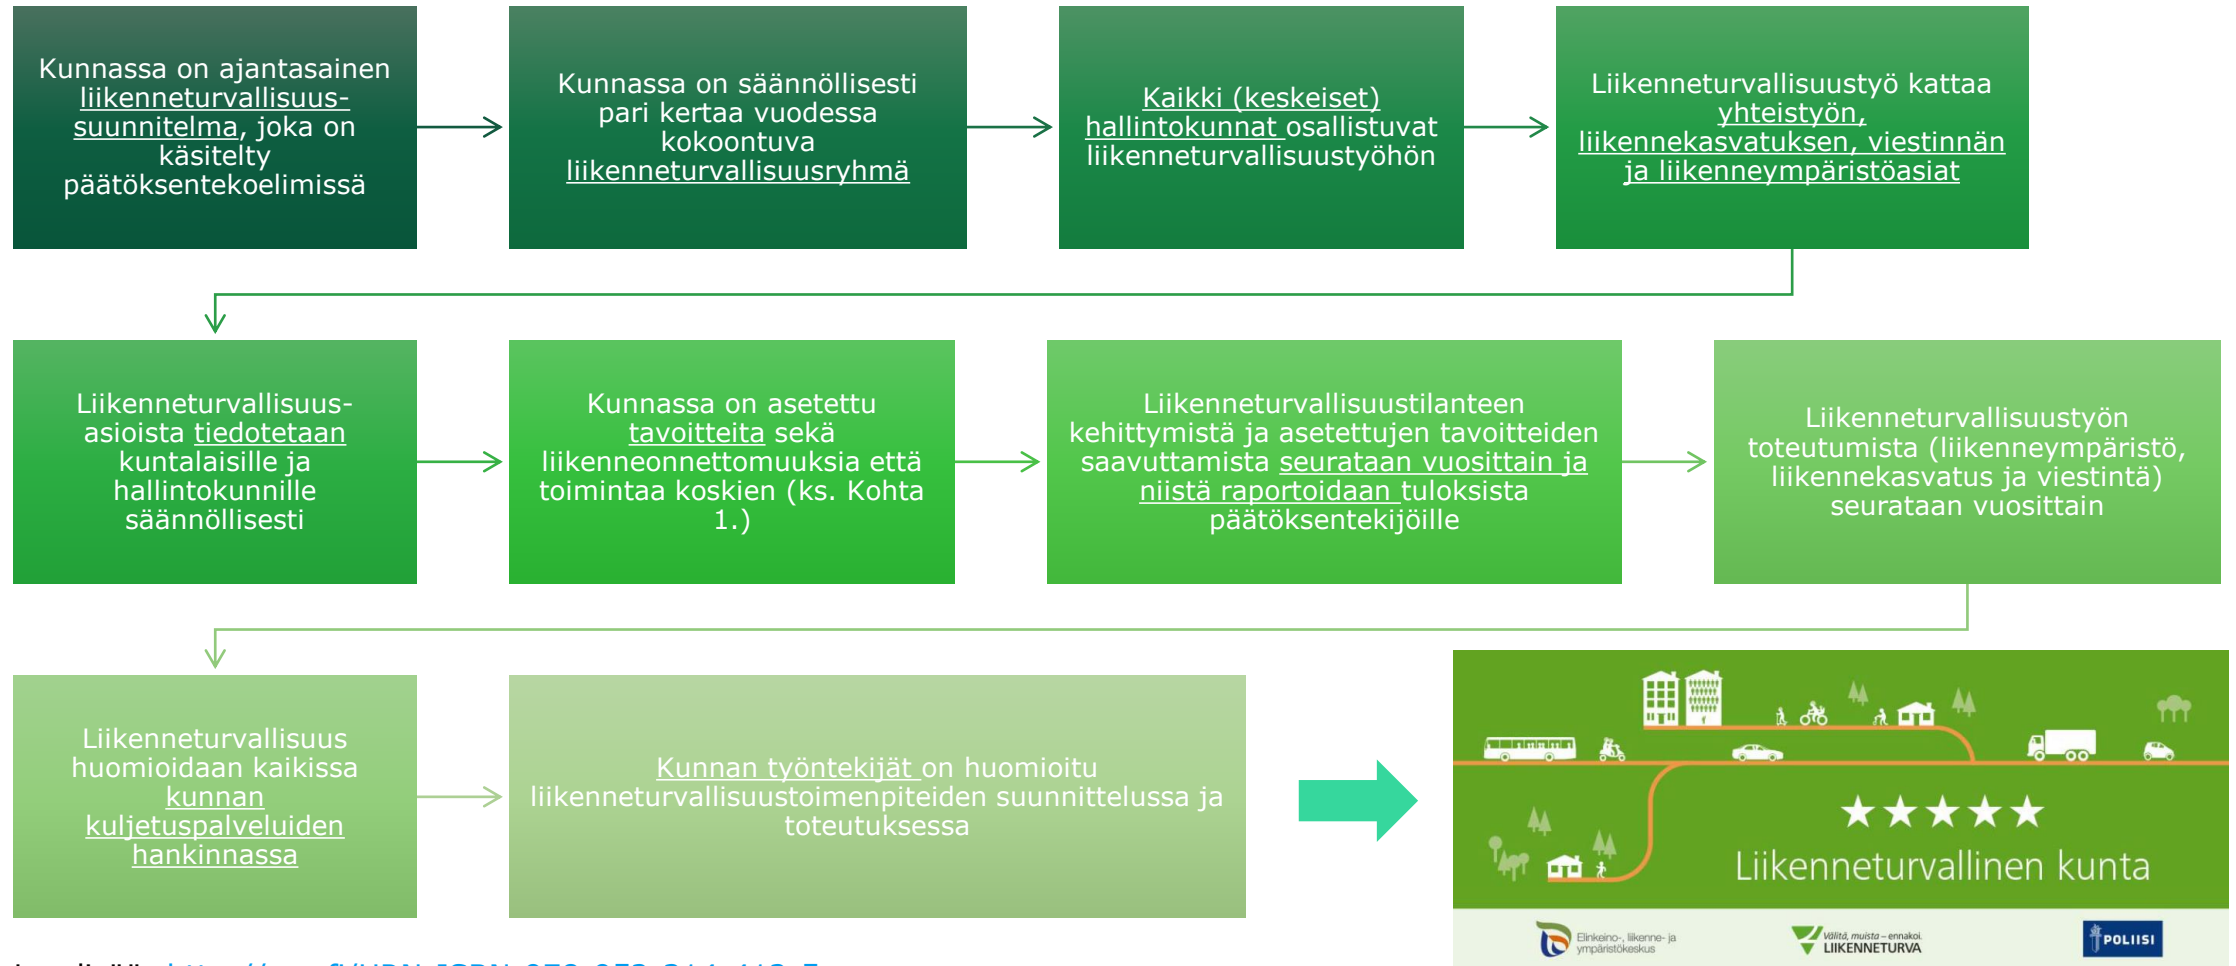 Kunnassa on ajantasainen
liikenneturvallisuus-
suunnitelma, joka on
käsitelty
päätöksentekoelimissä
Kunnassa on säännöllisesti
pari kertaa vuodessa
kokoontuva
liikenneturvallisuusryhmä
Kaikki (keskeiset)
hallintokunnat osallistuvat
liikenneturvallisuustyöhön
Liikenneturvallisuustyö kattaa
yhteistyön,
liikennekasvatuksen, viestinnän
ja liikenneympäristöasiat
Liikenneturvallisuus-
asioista tiedotetaan
kuntalaisille ja
hallintokunnille
säännöllisesti
Kunnassa on asetettu
tavoitteita sekä
liikenneonnettomuuksia että
toimintaa koskien (ks. Kohta
1.)
Liikenneturvallisuustilanteen
kehittymistä ja asetettujen tavoitteiden
saavuttamista seurataan vuosittain ja
niistä raportoidaan tuloksista
päätöksentekijöille
Liikenneturvallisuustyön
toteutumista (liikenneympäristö,
liikennekasvatus ja viestintä)
seurataan vuosittain
Liikenneturvallisuus
huomioidaan kaikissa
kunnan
kuljetuspalveluiden
hankinnassa
Kunnan työntekijät on huomioitu
liikenneturvallisuustoimenpiteiden suunnittelussa ja
toteutuksessa
Liikenneturvallinen kunta
Elinkeino-, liikenne- ja
ympäristökeskus
Välitä, muista – ennakoi.
LIIKENNETURVA
POLIISI